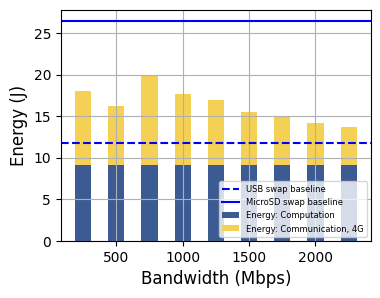 Energy (J)
25
20
15
10
5
0
500
1000
1500
2000
Bandwidth (Mbps)
USB swap baseline
MicroSD swap baseline
Energy: Computation
Energy: Communication, 4G